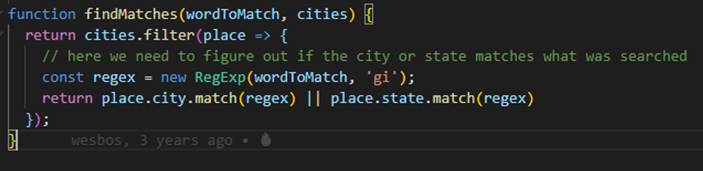 function findMatches(wordToMatch, cities) {
return cities.filter(place => {
// here we need to figure out if the city or state matches what was searched
const regex = new RegExp(wordToMatch, 'gi');
return place.city.match(regex) || place.state.match(regex)
});
}
wesbos, 3 years ago •